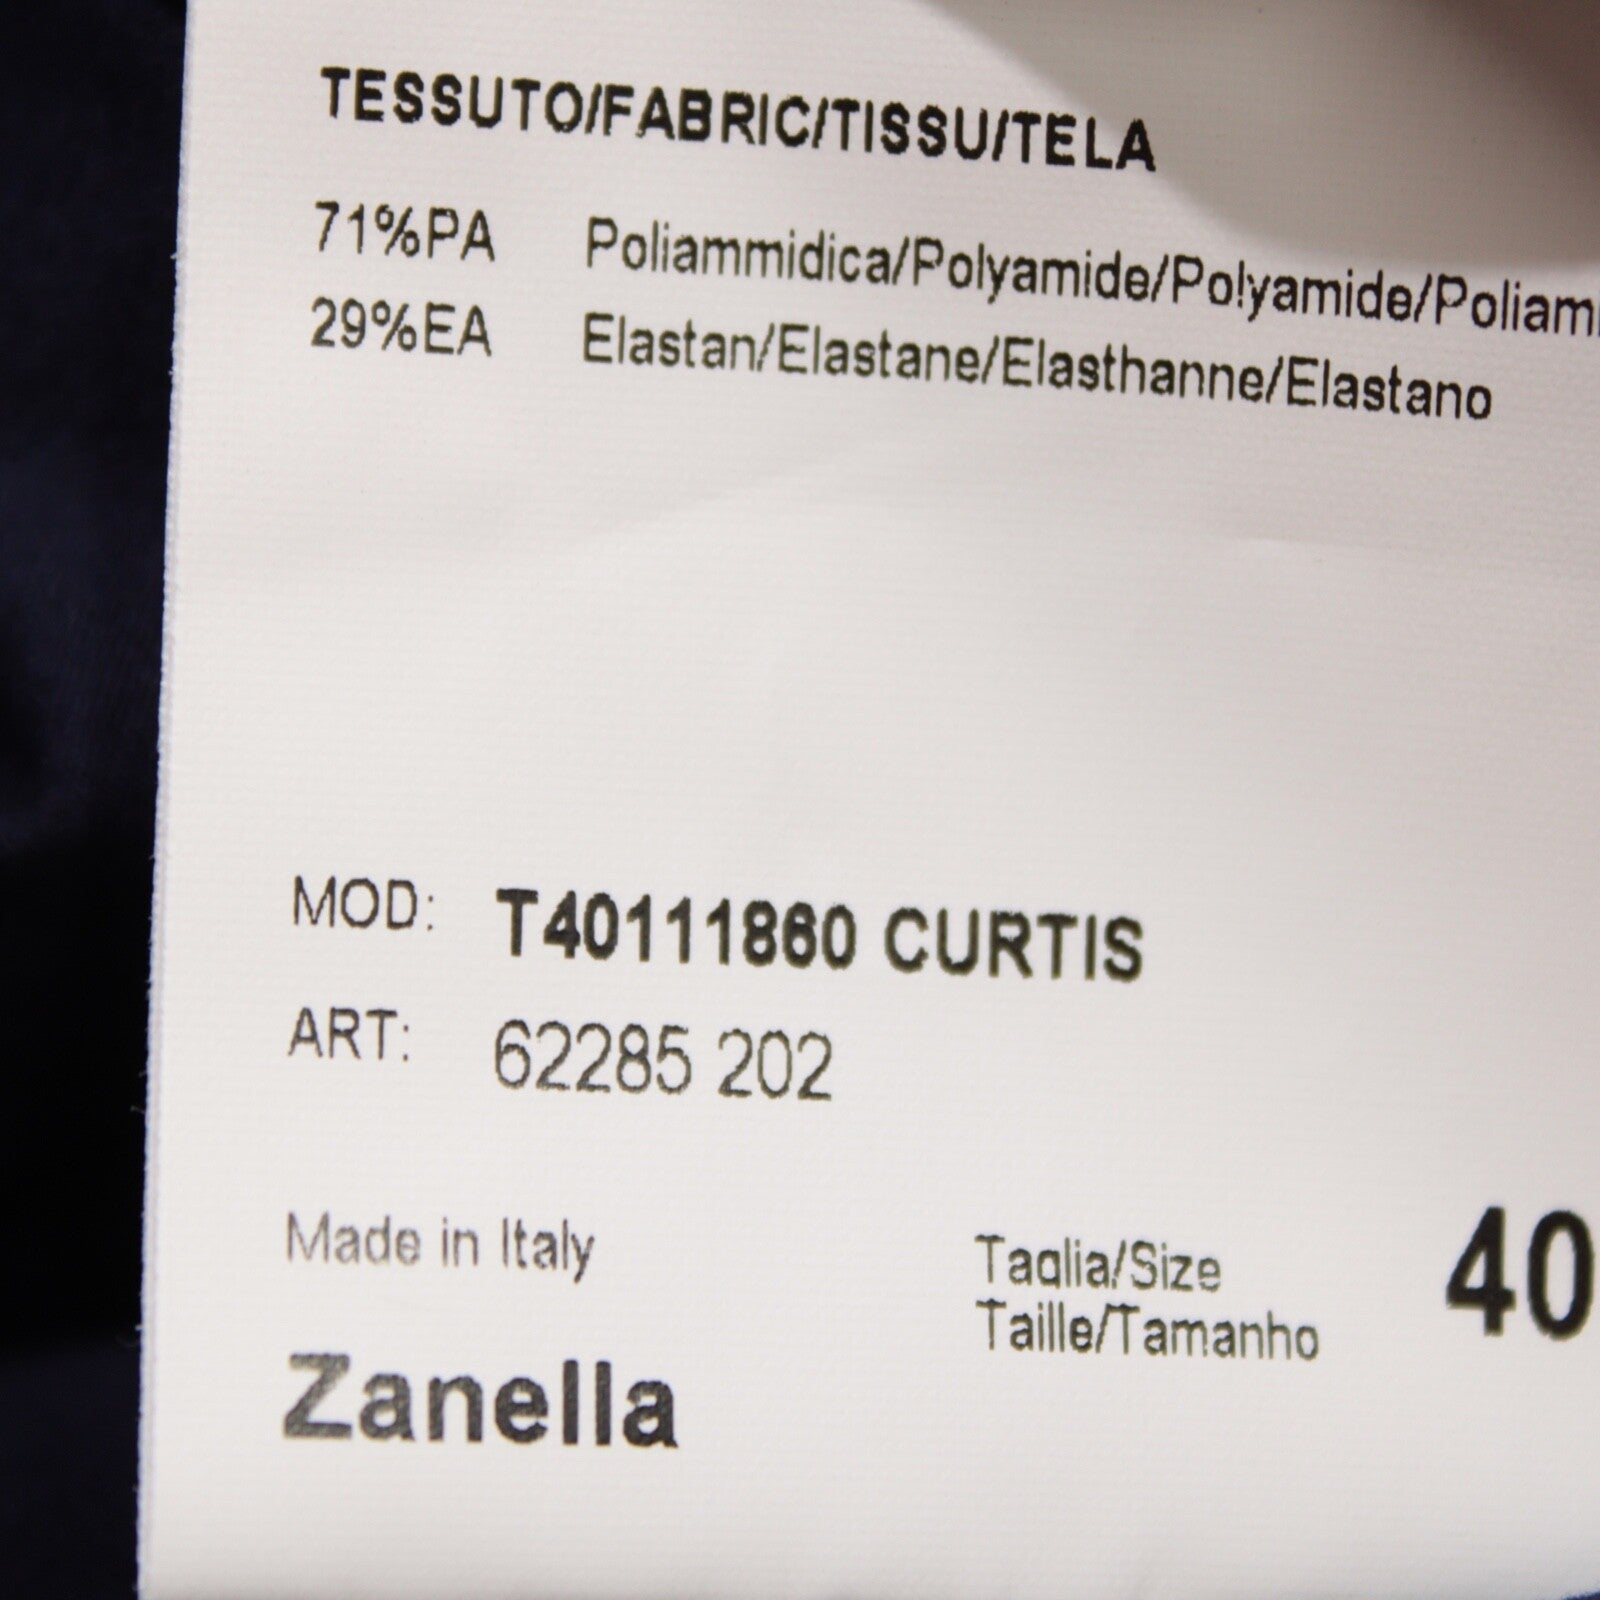 TESSUTO/FABRIC/TISSU/TELA
71%PA Poliammidica/Polyamide/Polyamide/Poliam
29%EA Elastan/Elastane/Elasthanne/Elastano
MOD: T40111860 CURTIS
ART: 62285 202
Made in Italy
Taglia/Size
Taille/Tamanho 40
Zanella